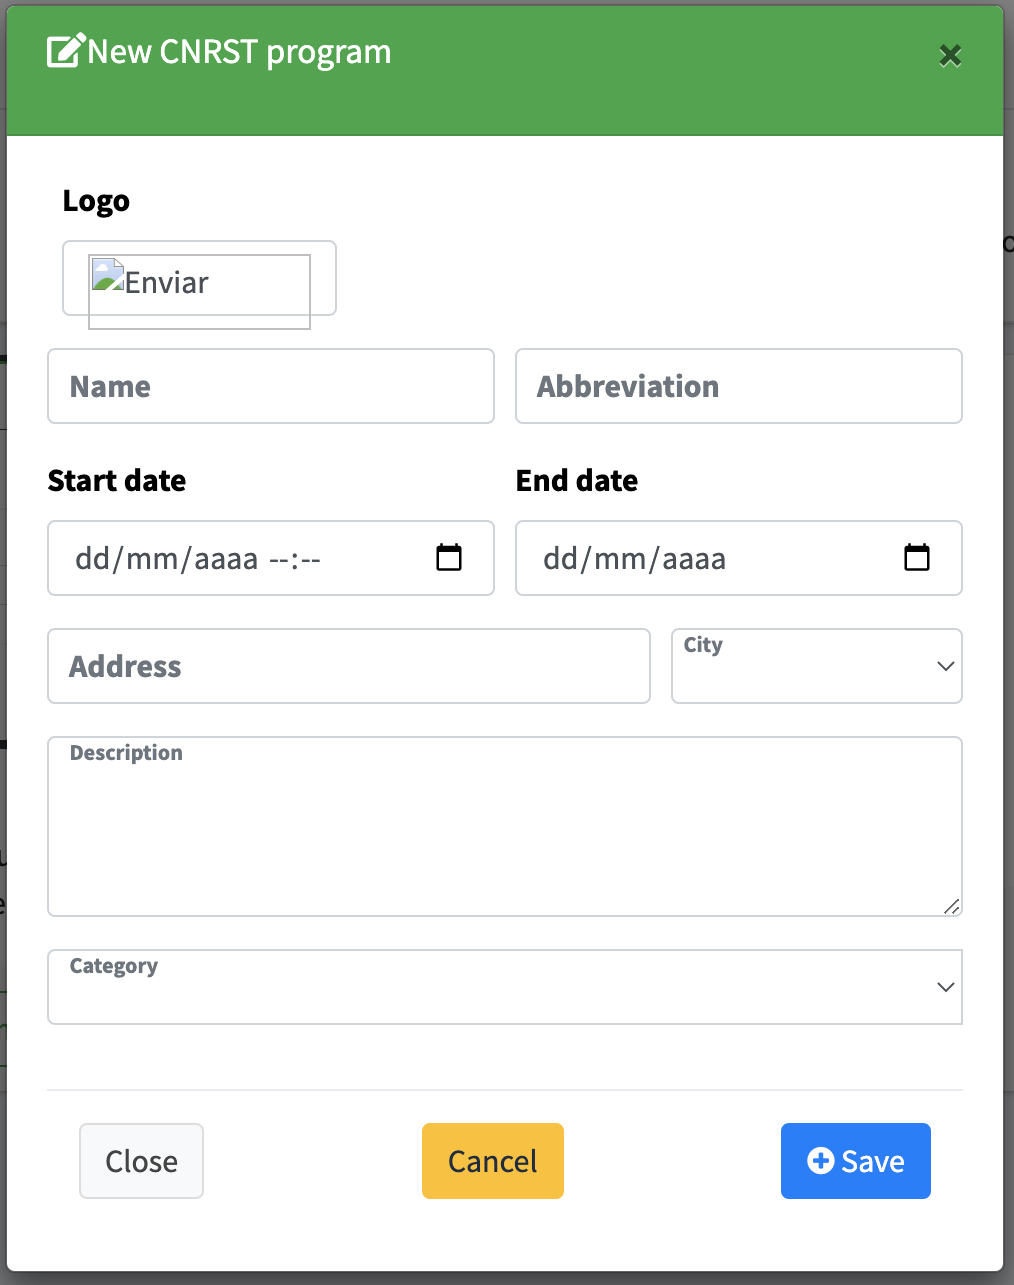 New CNRST program
Logo
Enviar
Name
Abbreviation
Start date
End date
dd/mm/aaaa --:--
dd/mm/aaaa
Address
City
Description
Category
Close
Cancel
Save